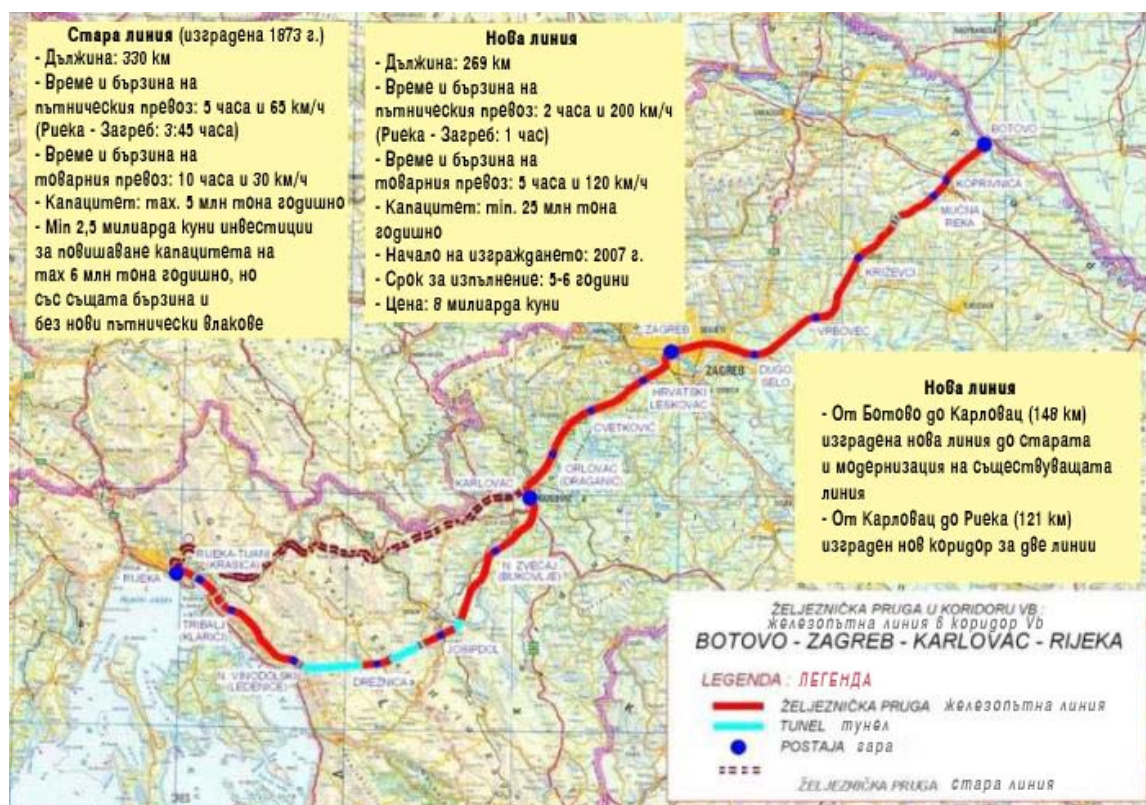 Стара линия (изградена 1873 г.)
- Дължина: 330 км
- Време и бързина на
пътническия превоз: 5 часа и 65 км/ч
(Риека - Загреб: 3:45 часа)
- Време и бързина на
товарния превоз: 10 часа и 30 км/ч
- Капацитет: max. 5 млн тона годишно
- Min 2,5 милиарда куни инвестиции
за повишаване капацитета на
max 6 млн тона годишно, но
със същата бързина и
без нови пътнически влакове
Нова линия
- Дължина: 269 км
- Време и бързина на
пътническия превоз: 2 часа и 200 км/ч
(Риека - Загреб: 1 час)
- Време и бързина на
товарния превоз: 5 часа и 120 км/ч
- Капацитет: min. 25 млн тона
годишно
- Начало на изграждането: 2007 г.
- Срок за изпълнение: 5-6 години
- Цена: 8 милиарда куни
BOTOVO
KOPRIVNICA
MUČNA
REKA
KRIŽEVCI
VRBOVEC
ZAGREB
ZAGREB
DUGO
SELO
HRVATSKI
LESKOVAC
CVETKOVIĆ
ORLOVAC
(DRAGANIĆ)
KARLOVAC
N. ZVEČAJ
(BUKOVLJE)
JOSIPDOL
DREŽNICA
N. VINODOLSKI
(LEDENICE)
TRIBALJ
(KLARIĆI)
RIJEKA-TIJANI
(KRASICA)
RIJEKA
Нова линия
- От Ботово до Карловац (148 км)
изградена нова линия до старата
и модернизация на съществуващата
линия
- От Карловац до Риека (121 км)
изграден нов коридор за две линии
ŽELJEZNIČKA PRUGA U KORIDORU VB :
железопътна линия в коридор Vb
BOTOVO - ZAGREB - KARLOVAC - RIJEKA
LEGENDA : ЛЕГЕНДА
ŽELJEZNIČKA PRUGA железопътна линия
TUNEL тунел
POSTAJA гара
ŽELJEZNIČKA PRUGA стара линия